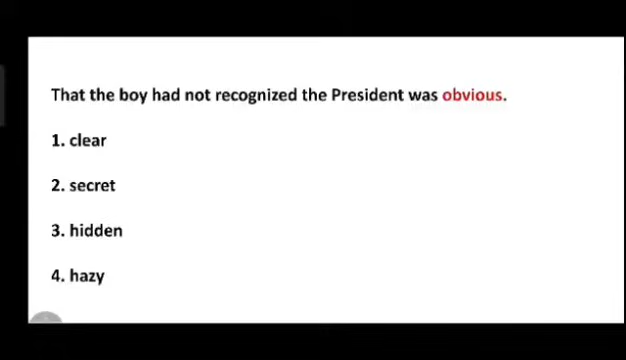 That the boy had not recognized the President was obvious.
1. clear
2. secret
3. hidden
4. hazy